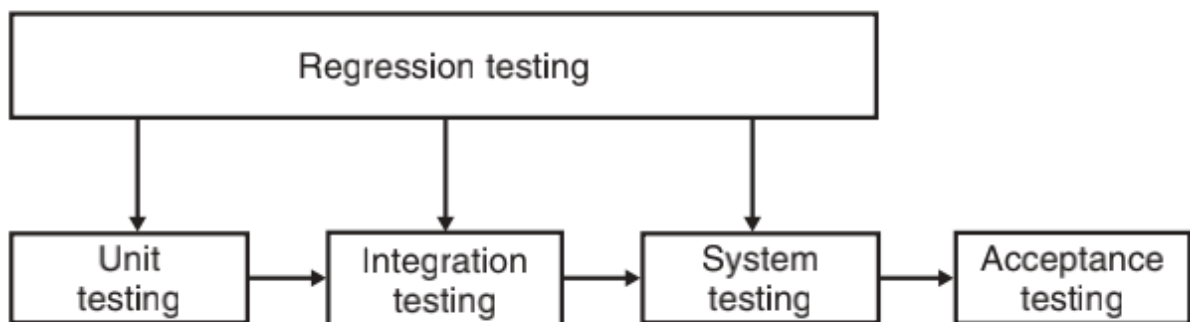 Regression testing
Unit
testing
Integration
testing
System
testing
Acceptance
testing